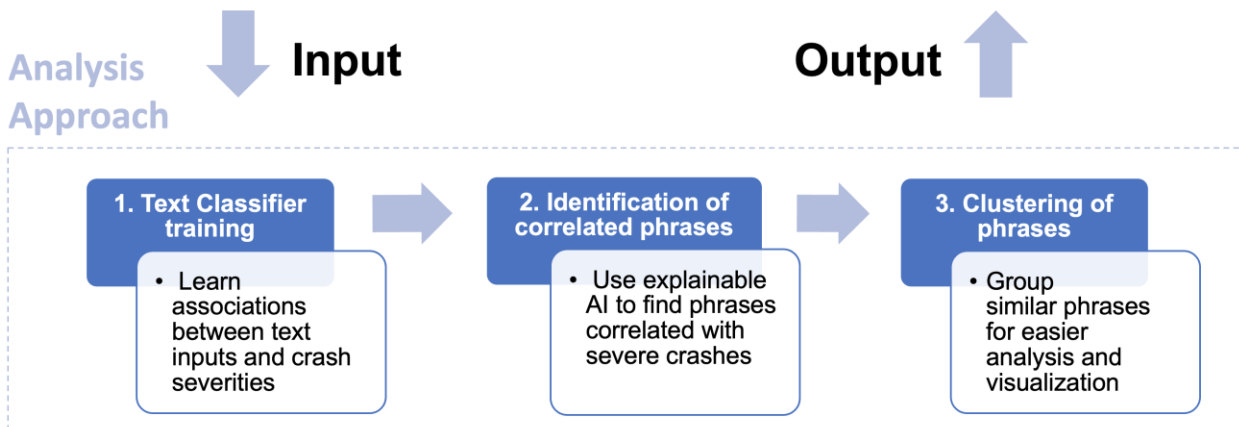 Analysis
Approach
Input
Output
1. Text Classifier
training
• Learn
associations
between text
inputs and crash
severities
2. Identification of
correlated phrases
• Use explainable
AI to find phrases
correlated with
severe crashes
3. Clustering of
phrases
• Group
similar phrases
for easier
analysis and
visualization